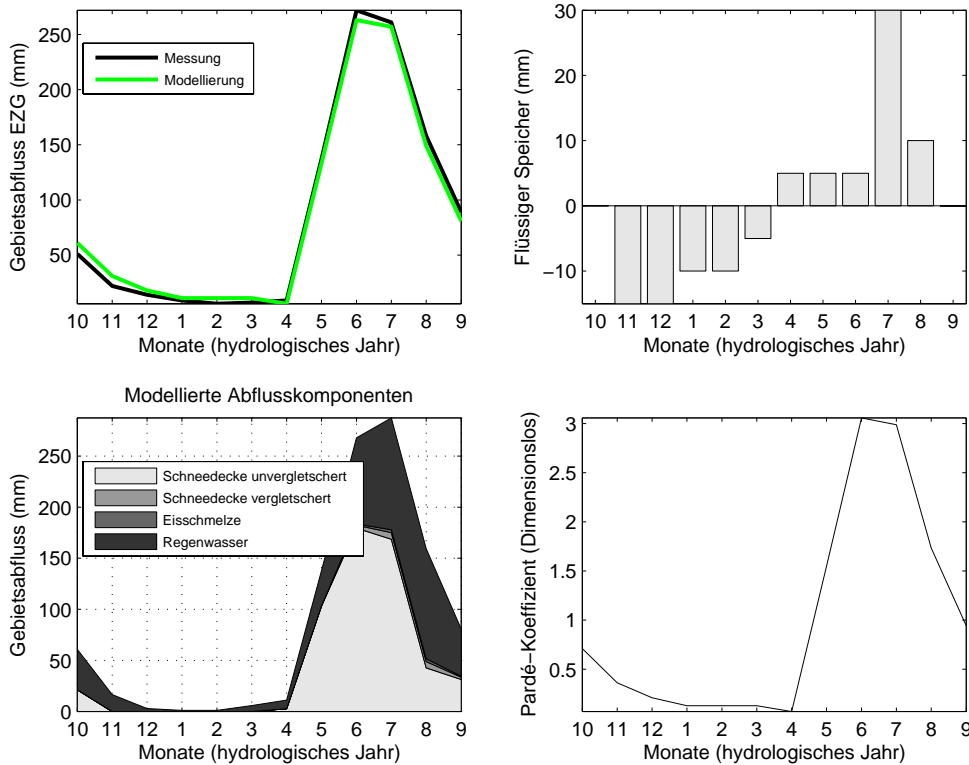 250
200
150
100
50
Gebietsabfluss EZG (mm)
Messung
Modellierung
10 11 12 1 2 3 4 5 6 7 8 9
Monate (hydrologisches Jahr)
30
20
10
0
−10
Flüssiger Speicher (mm)
10 11 12 1 2 3 4 5 6 7 8 9
Monate (hydrologisches Jahr)
Modellierte Abflusskomponenten
250
200
150
100
50
0
Gebietsabfluss (mm)
Schneedecke unvergletschert
Schneedecke vergletschert
Eisschmelze
Regenwasser
10 11 12 1 2 3 4 5 6 7 8 9
Monate (hydrologisches Jahr)
3
2.5
2
1.5
1
0.5
Pardé−Koeffizient (Dimensionslos)
10 11 12 1 2 3 4 5 6 7 8 9
Monate (hydrologisches Jahr)